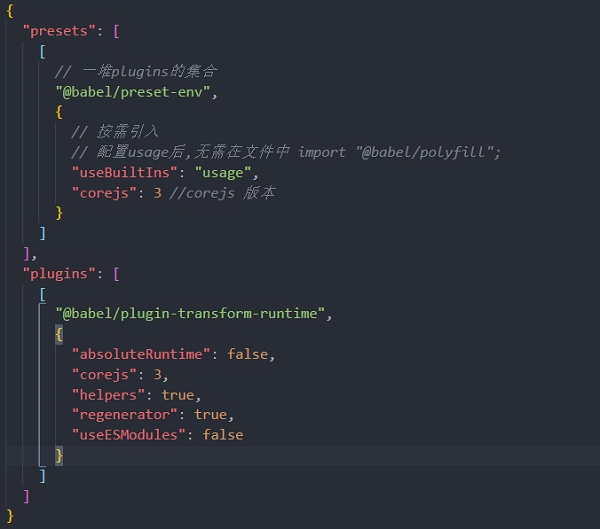 {
"presets": [
[
// 一堆plugins的集合
"@babel/preset-env",
{
// 按需引入
// 配置usage后,无需在文件中 import "@babel/polyfill";
"useBuiltIns": "usage",
"corejs": 3 //corejs 版本
}
]
],
"plugins": [
[
"@babel/plugin-transform-runtime",
{
"absoluteRuntime": false,
"corejs": 3,
"helpers": true,
"regenerator": true,
"useESModules": false
}
]
]
}